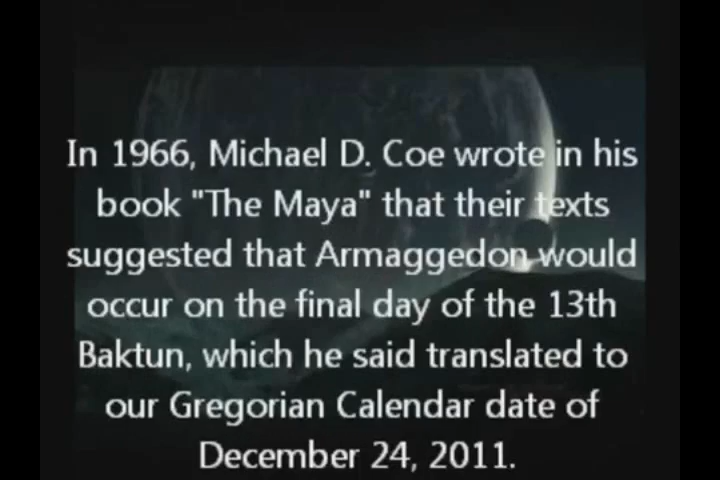 In 1966, Michael D. Coe wrote in his
book "The Maya" that their texts
suggested that Armaggedon would
occur on the final day of the 13th
Baktun, which he said translated to
our Gregorian Calendar date of
December 24, 2011.